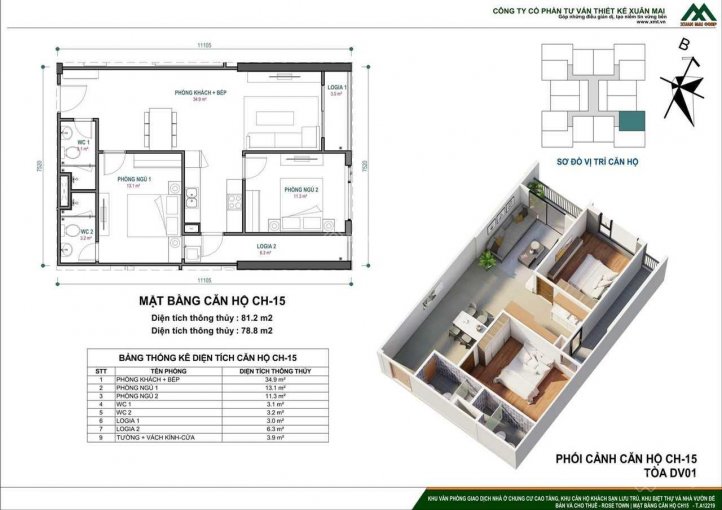 CÔNG TY CỔ PHẦN TƯ VẤN THIẾT KẾ XUÂN MAI
Góp những điều giản dị, tạo niềm tin vững bền
www.xmi.vn
XUAN MAI CORP
11105
7520
7520
PHÒNG KHÁCH + BẾP
34.9 m²
LOGIA 1
3.0 m²
WC 1
3.1 m²
PHÒNG NGỦ 1
13.1 m²
PHÒNG NGỦ 2
11.3 m²
WC 2
3.2 m²
LOGIA 2
6.3 m²
11105
B
SƠ ĐỒ VỊ TRÍ CĂN HỘ
MẶT BẰNG CĂN HỘ CH-15
Diện tích thông thủy : 81.2 m2
Diện tích thông thủy : 78.8 m2
BẢNG THỐNG KÊ DIỆN TÍCH CĂN HỘ CH-15
STT TÊN PHÒNG DIỆN TÍCH THÔNG THỦY
1 PHÒNG KHÁCH + BẾP 34.9 m²
2 PHÒNG NGỦ 1 13.1 m²
3 PHÒNG NGỦ 2 11.3 m²
4 WC 1 3.1 m²
5 WC 2 3.2 m²
6 LOGIA 1 3.0 m²
7 LOGIA 2 6.3 m²
9 TƯỜNG + VÁCH KÍNH-CỬA 3.9 m²
PHỐI CẢNH CĂN HỘ CH-15
TÒA DV01
KHU VĂN PHÒNG GIAO DỊCH NHÀ Ở CHUNG CƯ CAO TẦNG, KHU CĂN HỘ KHÁCH SẠN LƯU TRÚ, KHU BIỆT THỰ VÀ NHÀ VƯỜN ĐỂ
BÁN VÀ CHO THUÊ - ROSE TOWN | MẶT BẰNG CĂN HỘ CH15 - T.A12219